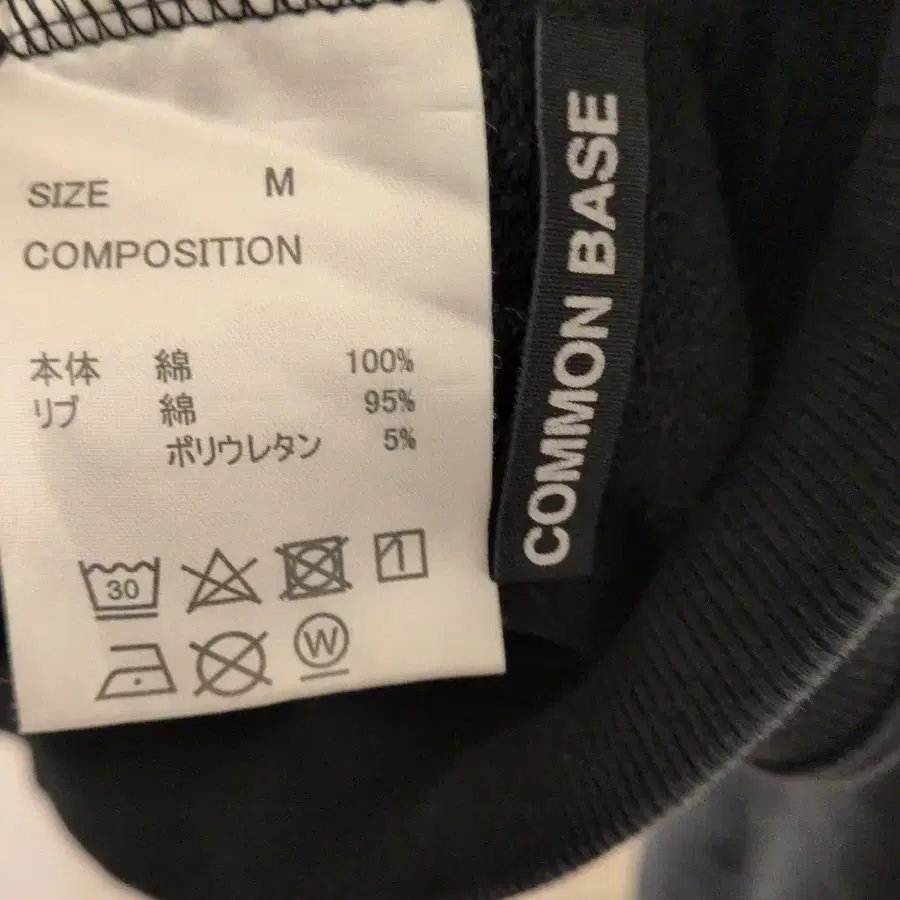 SIZE M
COMPOSITION
本体 綿 100%
リブ 綿 95%
ポリウレタン 5%
30
W
COMMON BASE